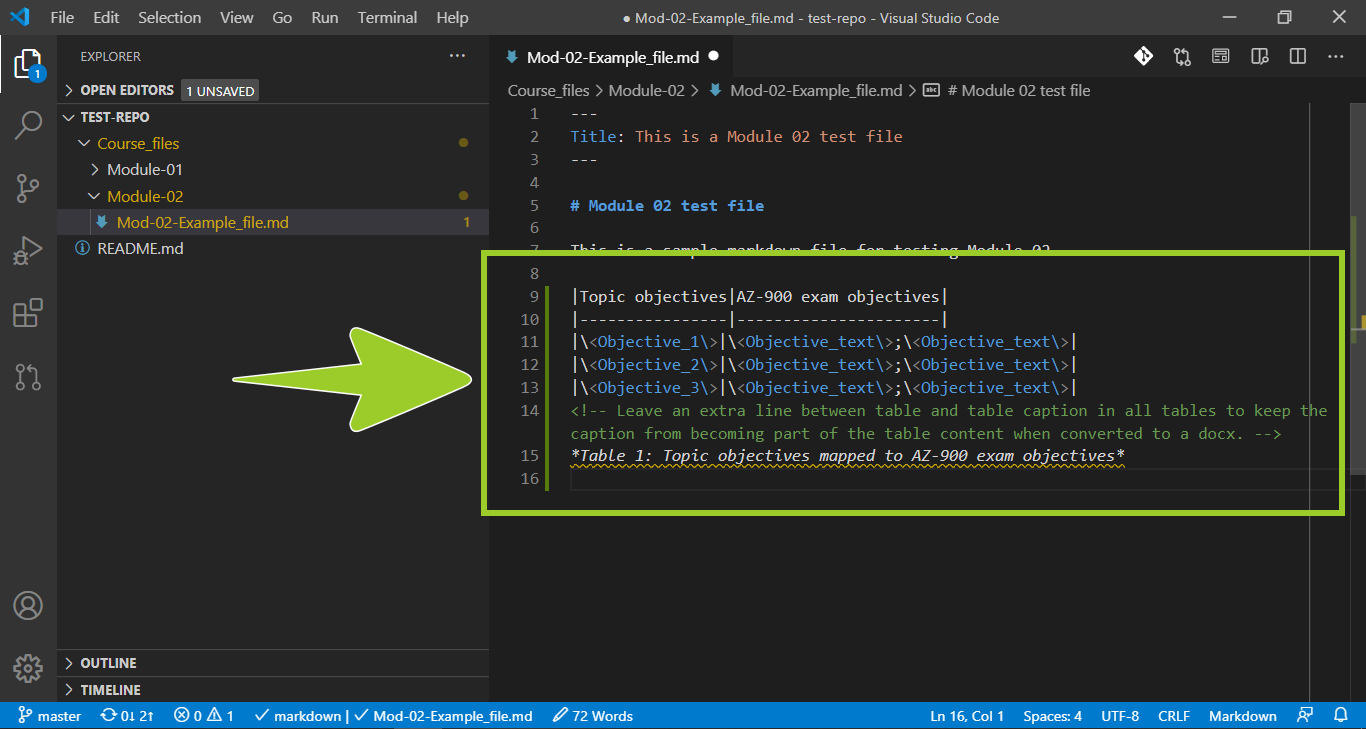 File Edit Selection View Go Run Terminal Help ● Mod-02-Example_file.md - test-repo - Visual Studio Code
EXPLORER
1
OPEN EDITORS 1 UNSAVED
TEST-REPO
Course_files
Module-01
Module-02
Mod-02-Example_file.md 1
README.md
OUTLINE
TIMELINE
Mod-02-Example_file.md
Course_files > Module-02 > Mod-02-Example_file.md > abc # Module 02 test file
1 ---
2 Title: This is a Module 02 test file
3 ---
4
5 # Module 02 test file
6
7 This is a sample markdown file for testing Module 02
8
9 |Topic objectives|AZ-900 exam objectives|
10 |----------------|----------------------|
11 |\<Objective_1\>|\<Objective_text\>;\<Objective_text\>|
12 |\<Objective_2\>|\<Objective_text\>;\<Objective_text\>|
13 |\<Objective_3\>|\<Objective_text\>;\<Objective_text\>|
14 <!-- Leave an extra line between table and table caption in all tables to keep the
caption from becoming part of the table content when converted to a docx. -->
15 *Table 1: Topic objectives mapped to AZ-900 exam objectives*
16
master 0↓ 2↑ 0 1 markdown | Mod-02-Example_file.md 72 Words Ln 16, Col 1 Spaces: 4 UTF-8 CRLF Markdown